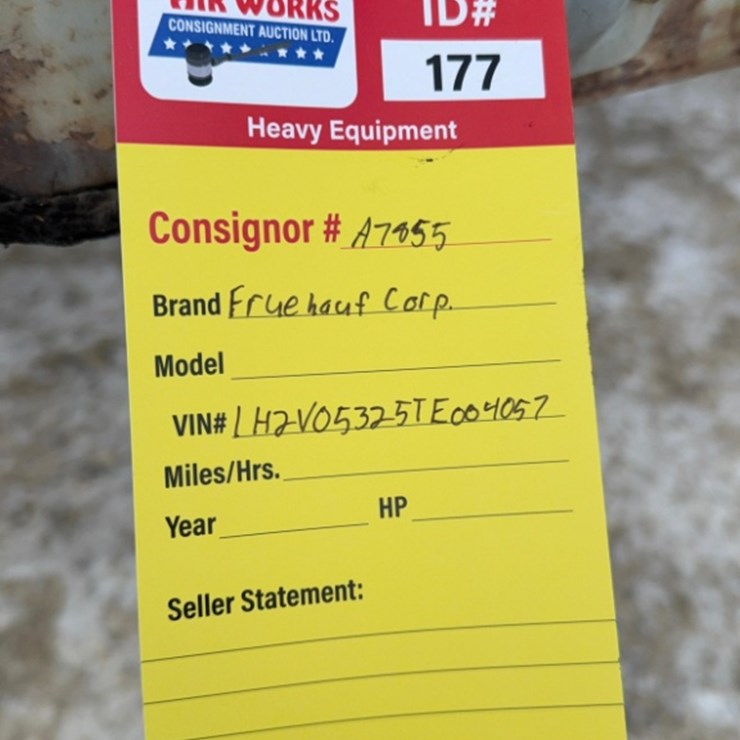 WORKS
CONSIGNMENT AUCTION LTD.
ID#
177
Heavy Equipment
Consignor # A7855
Brand Fruehauf Corp.
Model
VIN# 1H2V05325TE004057
Miles/Hrs.
Year HP
Seller Statement: